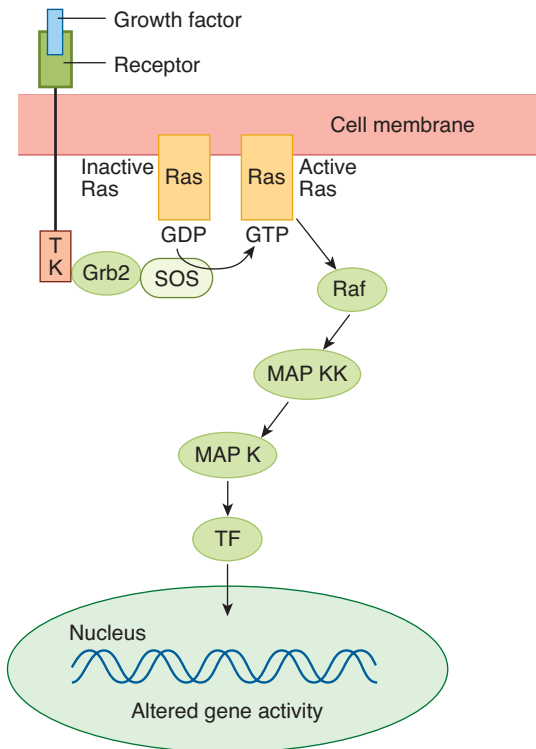 Growth factor
Receptor
Cell membrane
Inactive
Ras
Ras
Ras
Active
Ras
GDP
GTP
T
K
Grb2
SOS
Raf
MAP KK
MAP K
TF
Nucleus
Altered gene activity